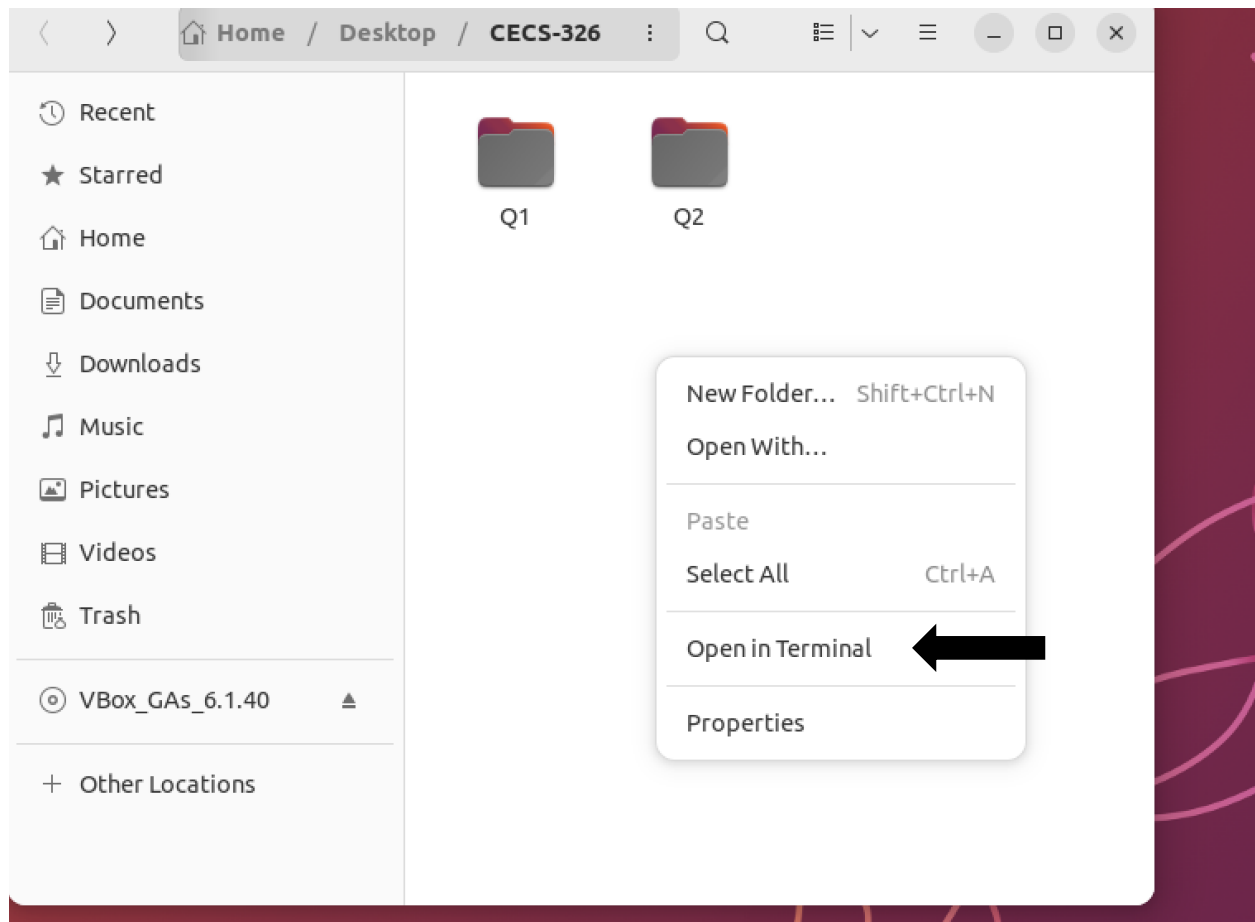 Home / Desktop / CECS-326
Recent
Starred
Home
Documents
Downloads
Music
Pictures
Videos
Trash
VBox_GAs_6.1.40
Other Locations
Q1
Q2
New Folder... Shift+Ctrl+N
Open With...
Paste
Select All Ctrl+A
Open in Terminal
Properties